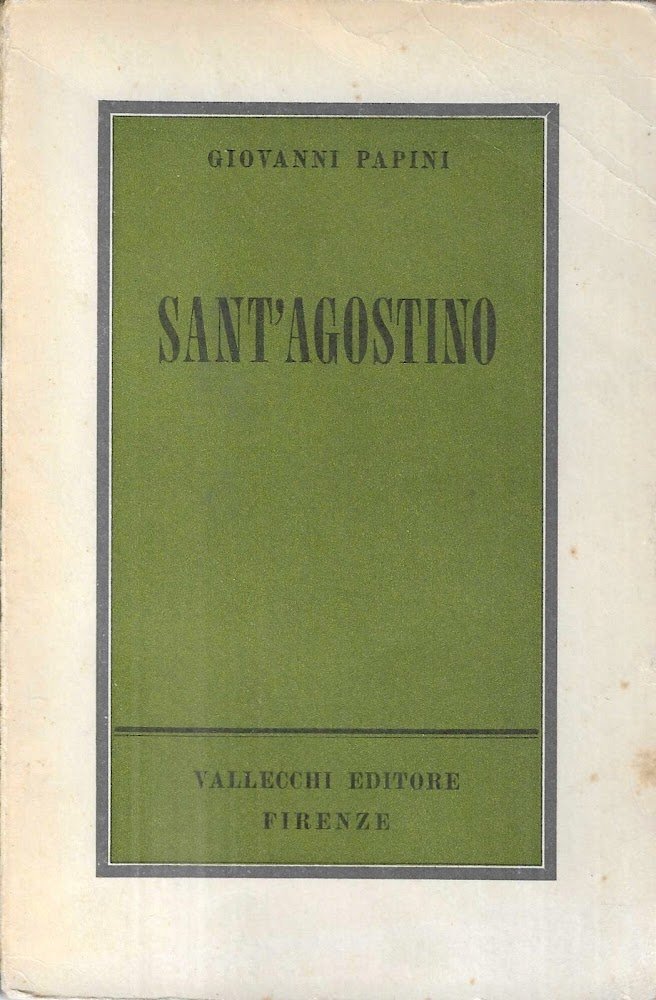 GIOVANNI PAPINI
SANT'AGOSTINO
VALLECCHI EDITORE
FIRENZE